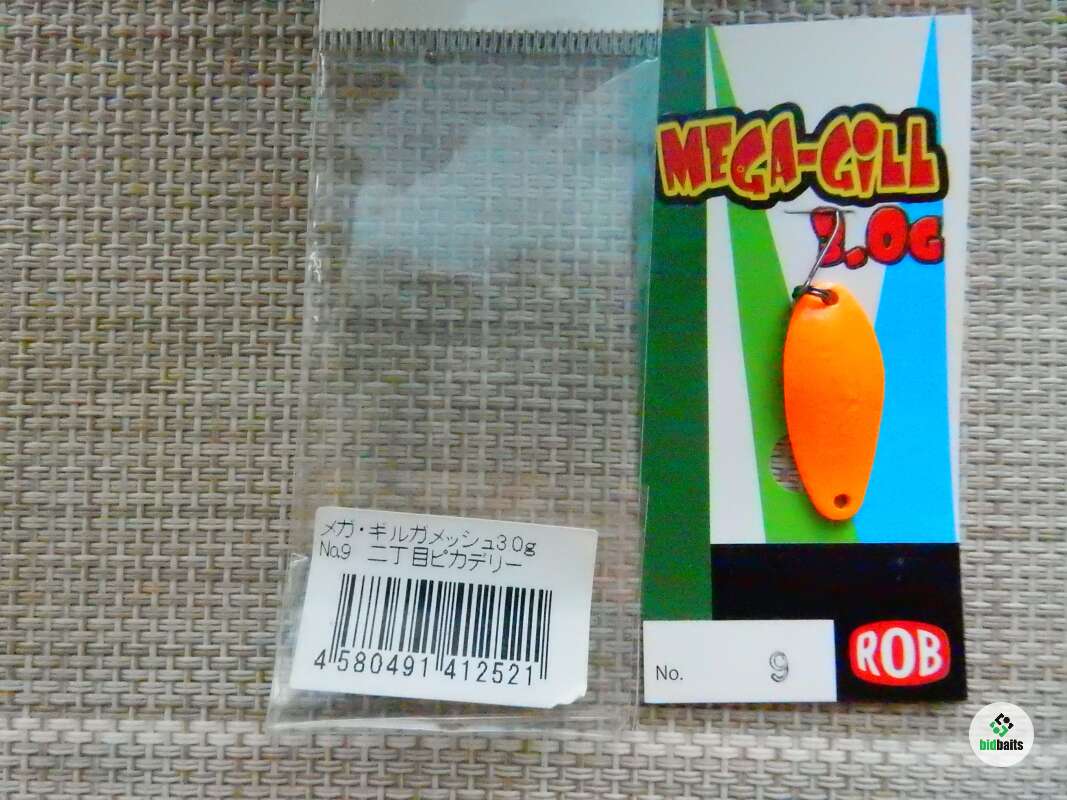 MEGA-GILL
3.0G
メガ・ギルガメッシュ3.0g
No.9 二丁目ピカデリー
4 580491 412521
No. 9
ROB
bidbaits